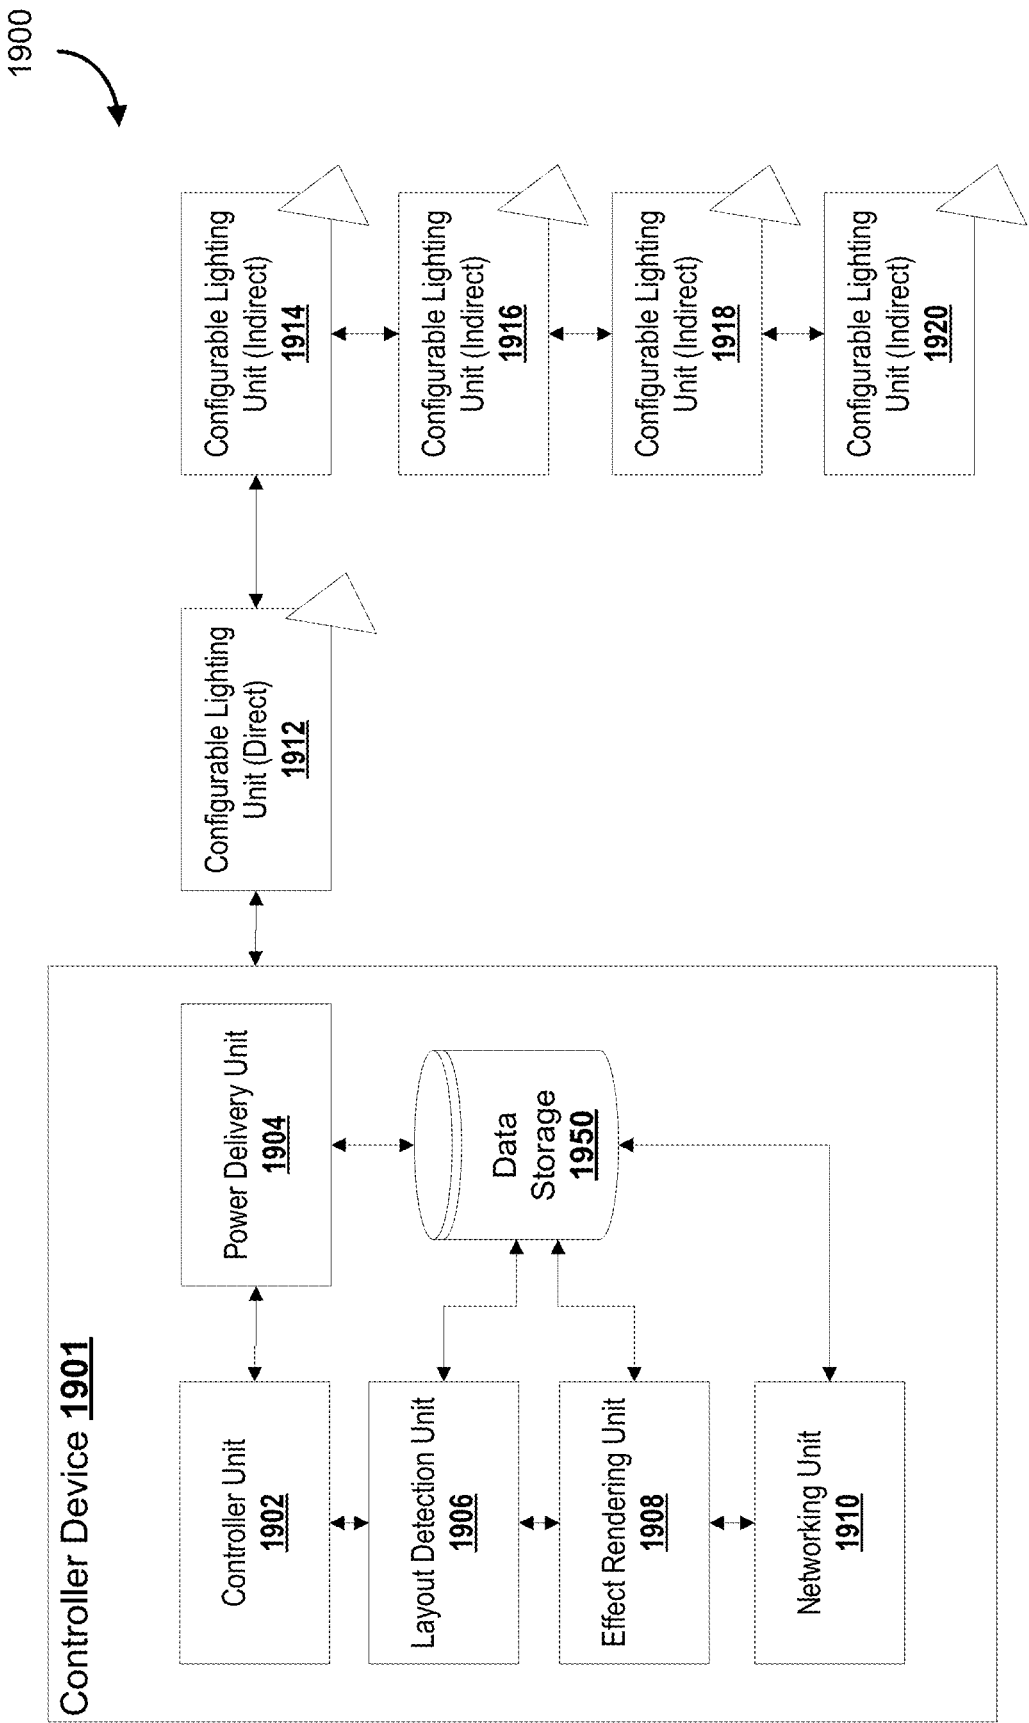 1900
Controller Device 1901
Controller Unit
1902
Power Delivery Unit
1904
Layout Detection Unit
1906
Effect Rendering Unit
1908
Networking Unit
1910
Data
Storage
1950
Configurable Lighting
Unit (Direct)
1912
Configurable Lighting
Unit (Indirect)
1914
Configurable Lighting
Unit (Indirect)
1916
Configurable Lighting
Unit (Indirect)
1918
Configurable Lighting
Unit (Indirect)
1920